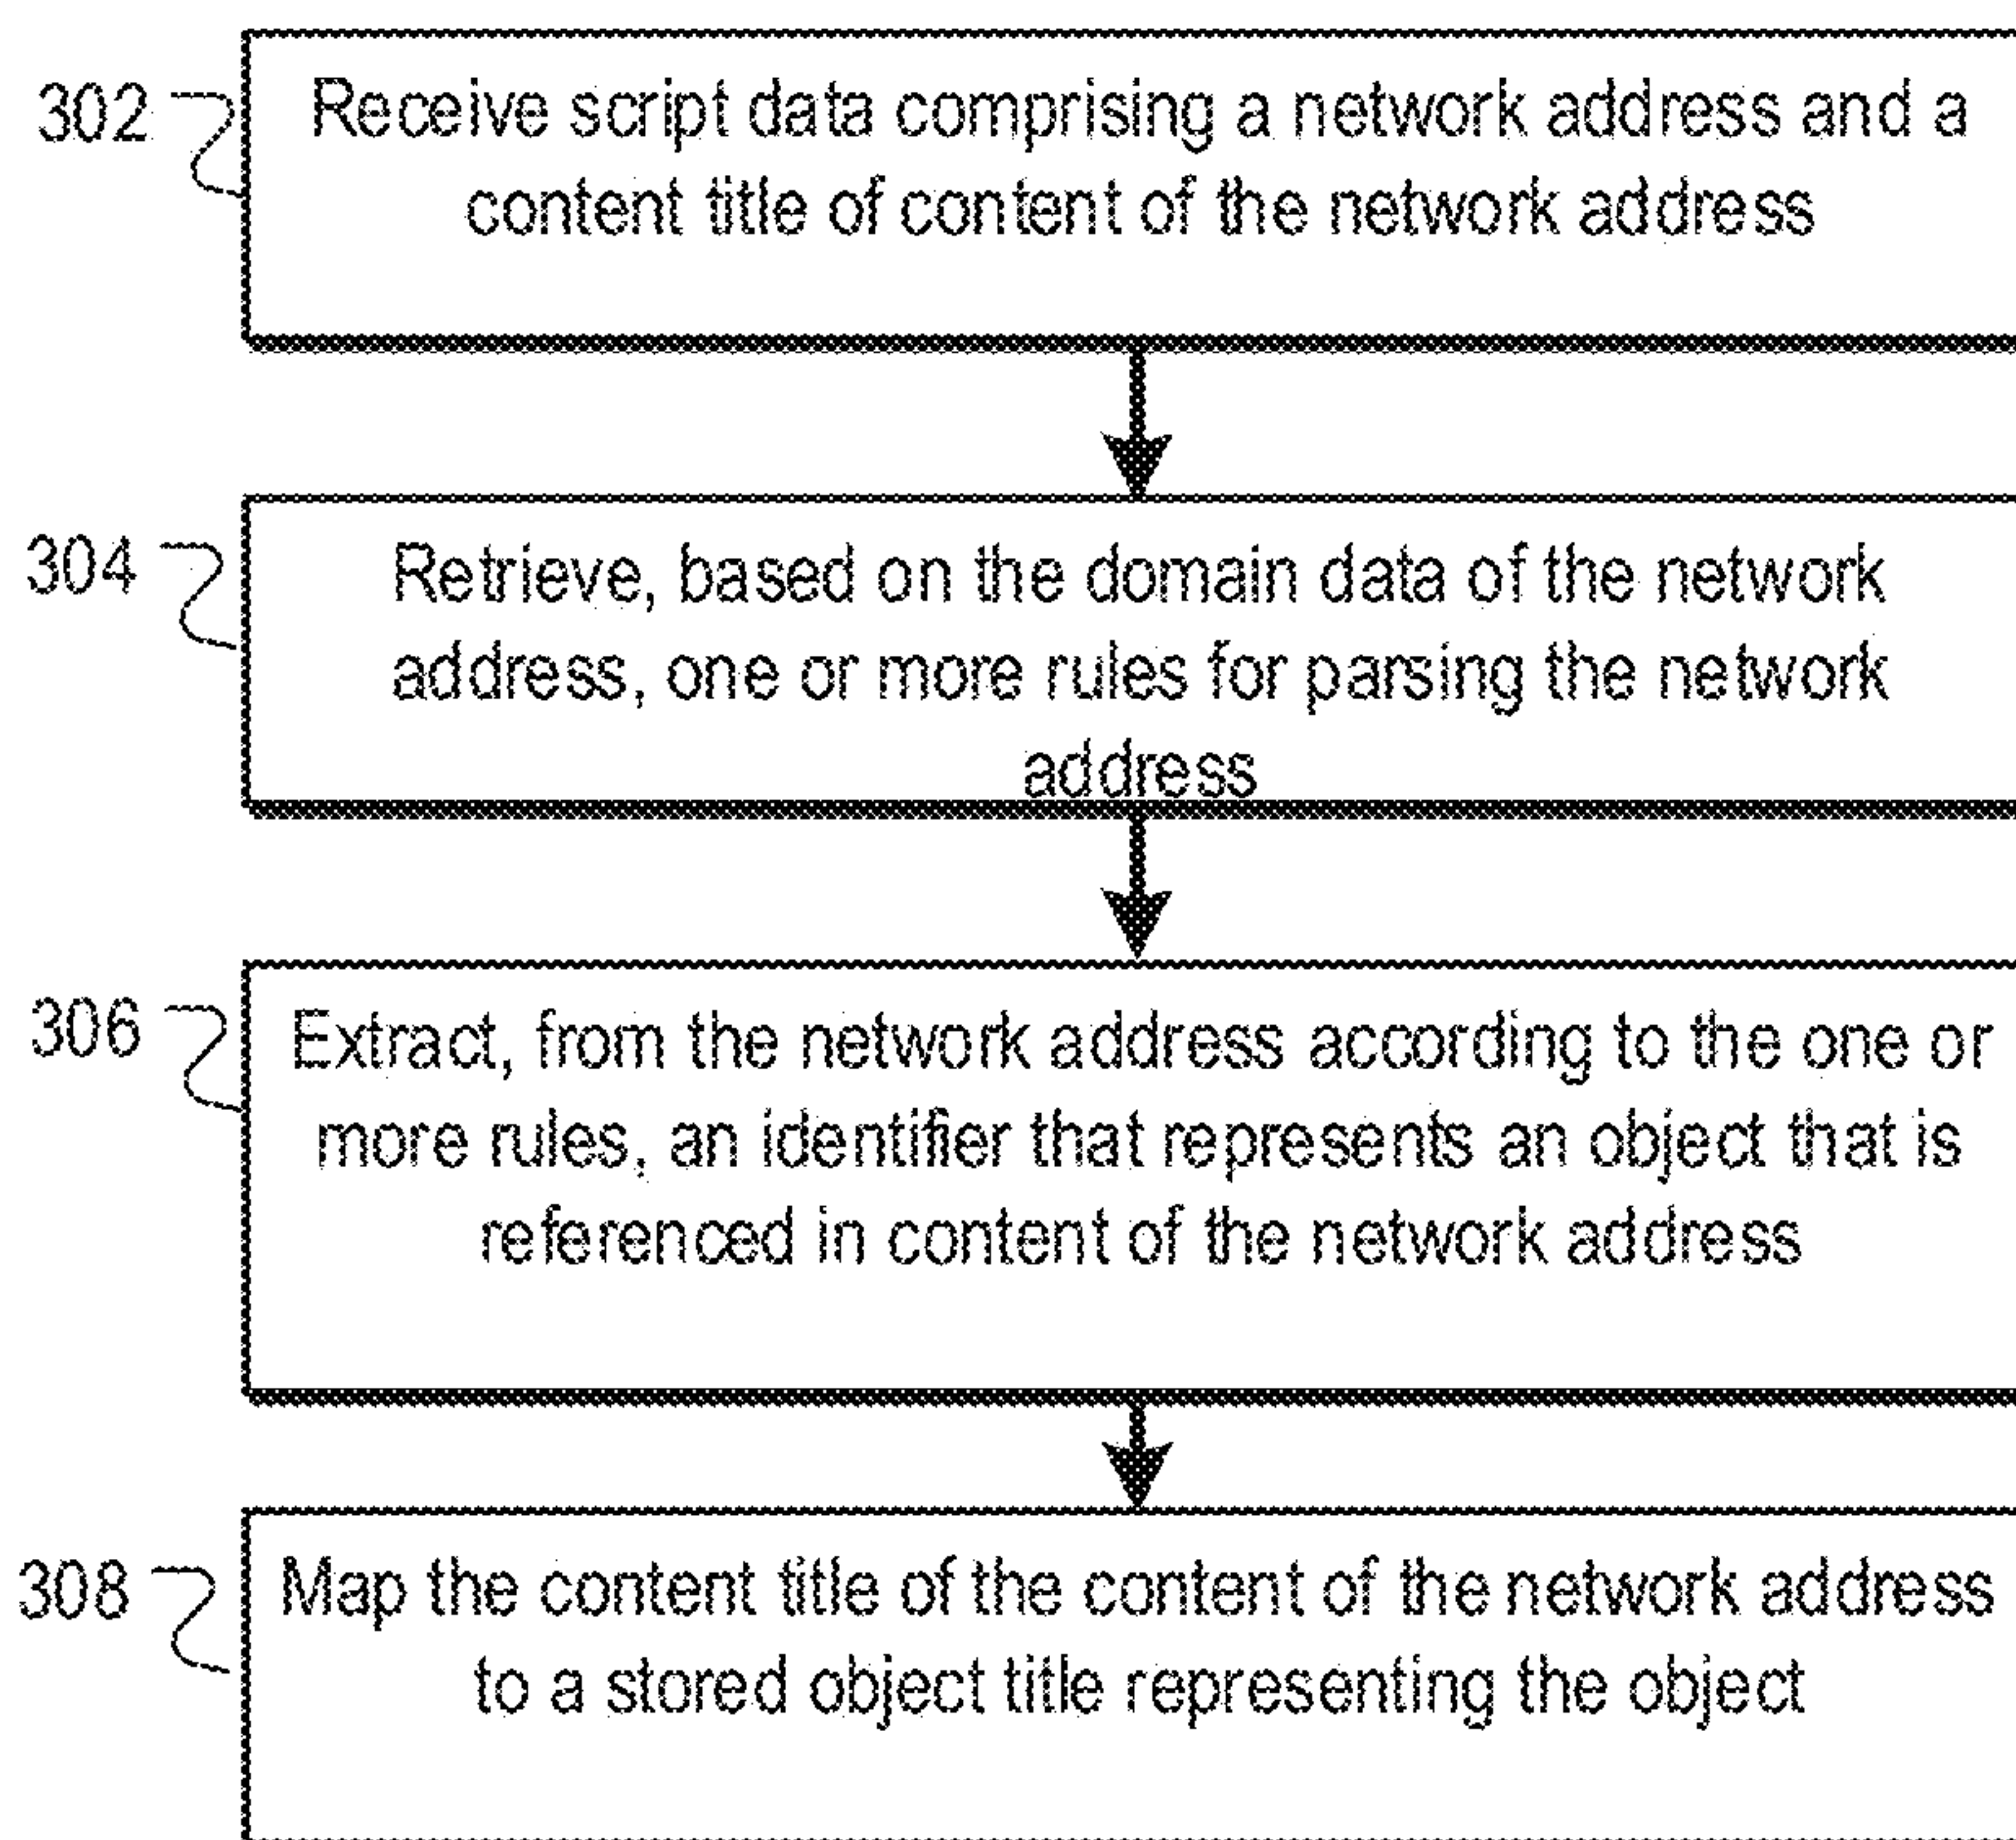 302
Receive script data comprising a network address and a
content title of content of the network address
304
Retrieve, based on the domain data of the network
address, one or more rules for parsing the network
address
306
Extract, from the network address according to the one or
more rules, an identifier that represents an object that is
referenced in content of the network address
308
Map the content title of the content of the network address
to a stored object title representing the object